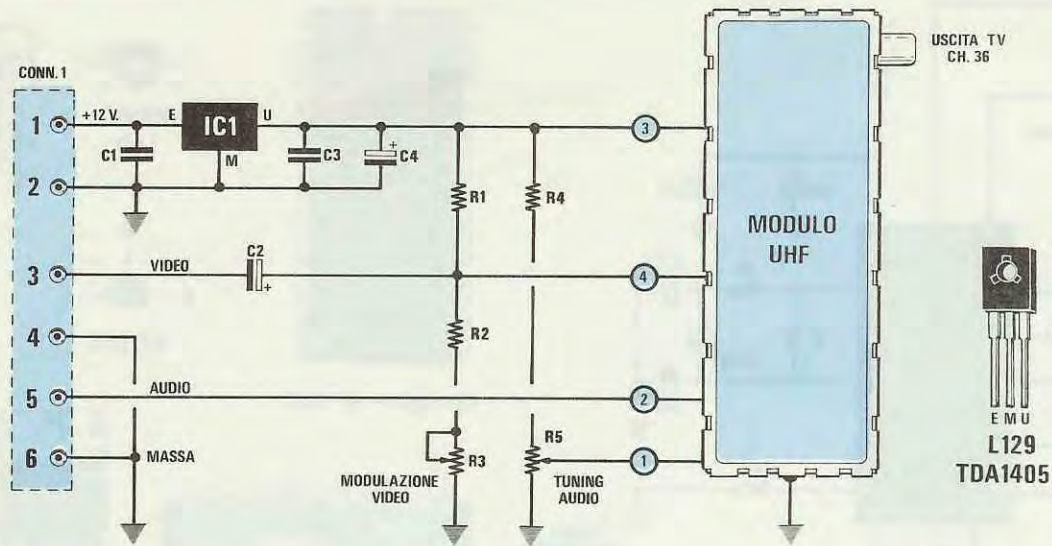 USCITA TV
CH. 36
CONN. 1
1
+12 V.
E
IC1
U
3
C1
M
C3
+
C4
2
R1
R4
MODULO
UHF
3
VIDEO
C2
+
4
4
R2
5
AUDIO
2
E M U
L129
TDA1405
6
MASSA
R3
R5
1
MODULAZIONE
VIDEO
TUNING
AUDIO